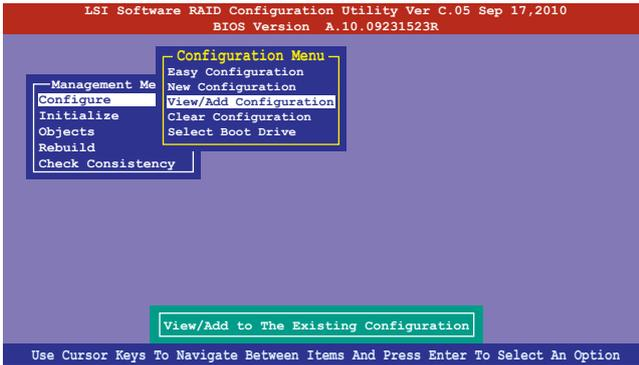 LSI Software RAID Configuration Utility Ver C.05 Sep 17,2010
BIOS Version A.10.09231523R
Management Me
Configure
Initialize
Objects
Rebuild
Check Consistency
Configuration Menu
Easy Configuration
New Configuration
View/Add Configuration
Clear Configuration
Select Boot Drive
View/Add to The Existing Configuration
Use Cursor Keys To Navigate Between Items And Press Enter To Select An Option